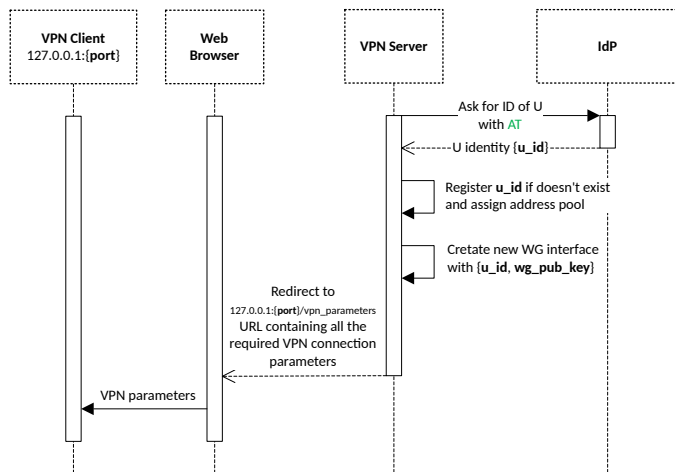 VPN Client
127.0.0.1:{port}
Web
Browser
VPN Server
IdP
Ask for ID of U
with AT
U identity {u_id}
Register u_id if doesn't exist
and assign address pool
Cretate new WG interface
with {u_id, wg_pub_key}
Redirect to
127.0.0.1:{port}/vpn_parameters
URL containing all the
required VPN connection
parameters
VPN parameters